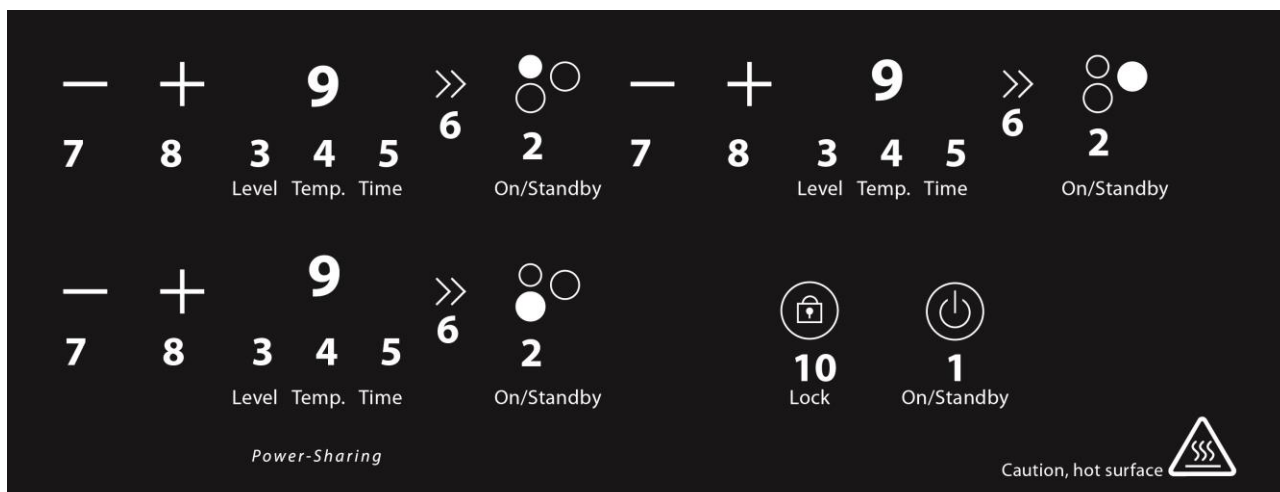 9 9
6 6
7 8 3 4 5 2 7 8 3 4 5 2
Level Temp. Time On/Standby Level Temp. Time On/Standby
9
6
7 8 3 4 5 2 10 1
Level Temp. Time On/Standby Lock On/Standby
Power-Sharing
Caution, hot surface